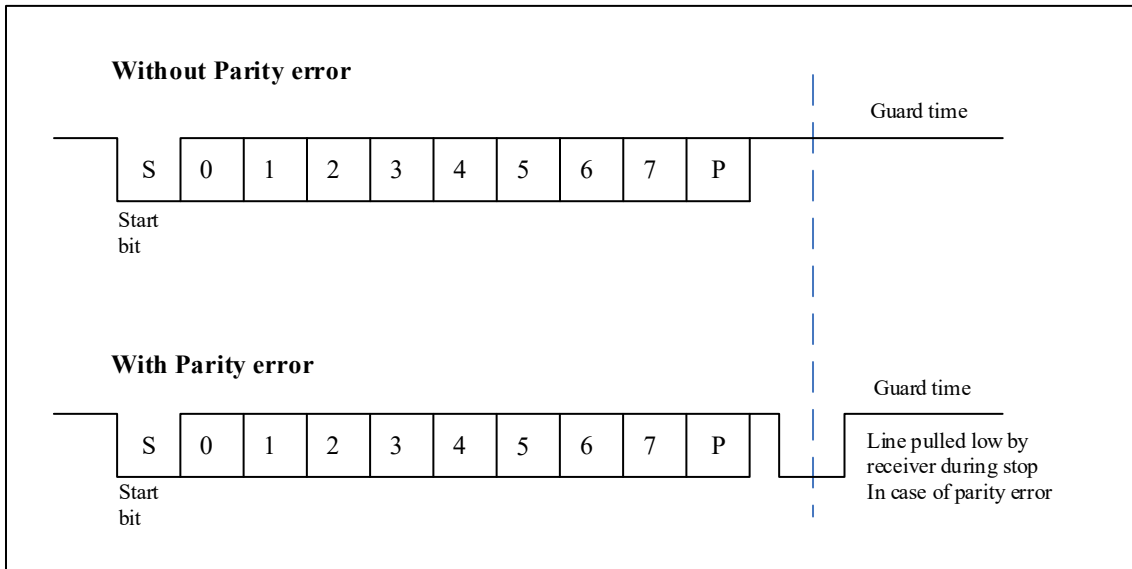 Without Parity error
Guard time
S 0 1 2 3 4 5 6 7 P
Start
bit
With Parity error
Guard time
S 0 1 2 3 4 5 6 7 P
Line pulled low by
receiver during stop
In case of parity error
Start
bit